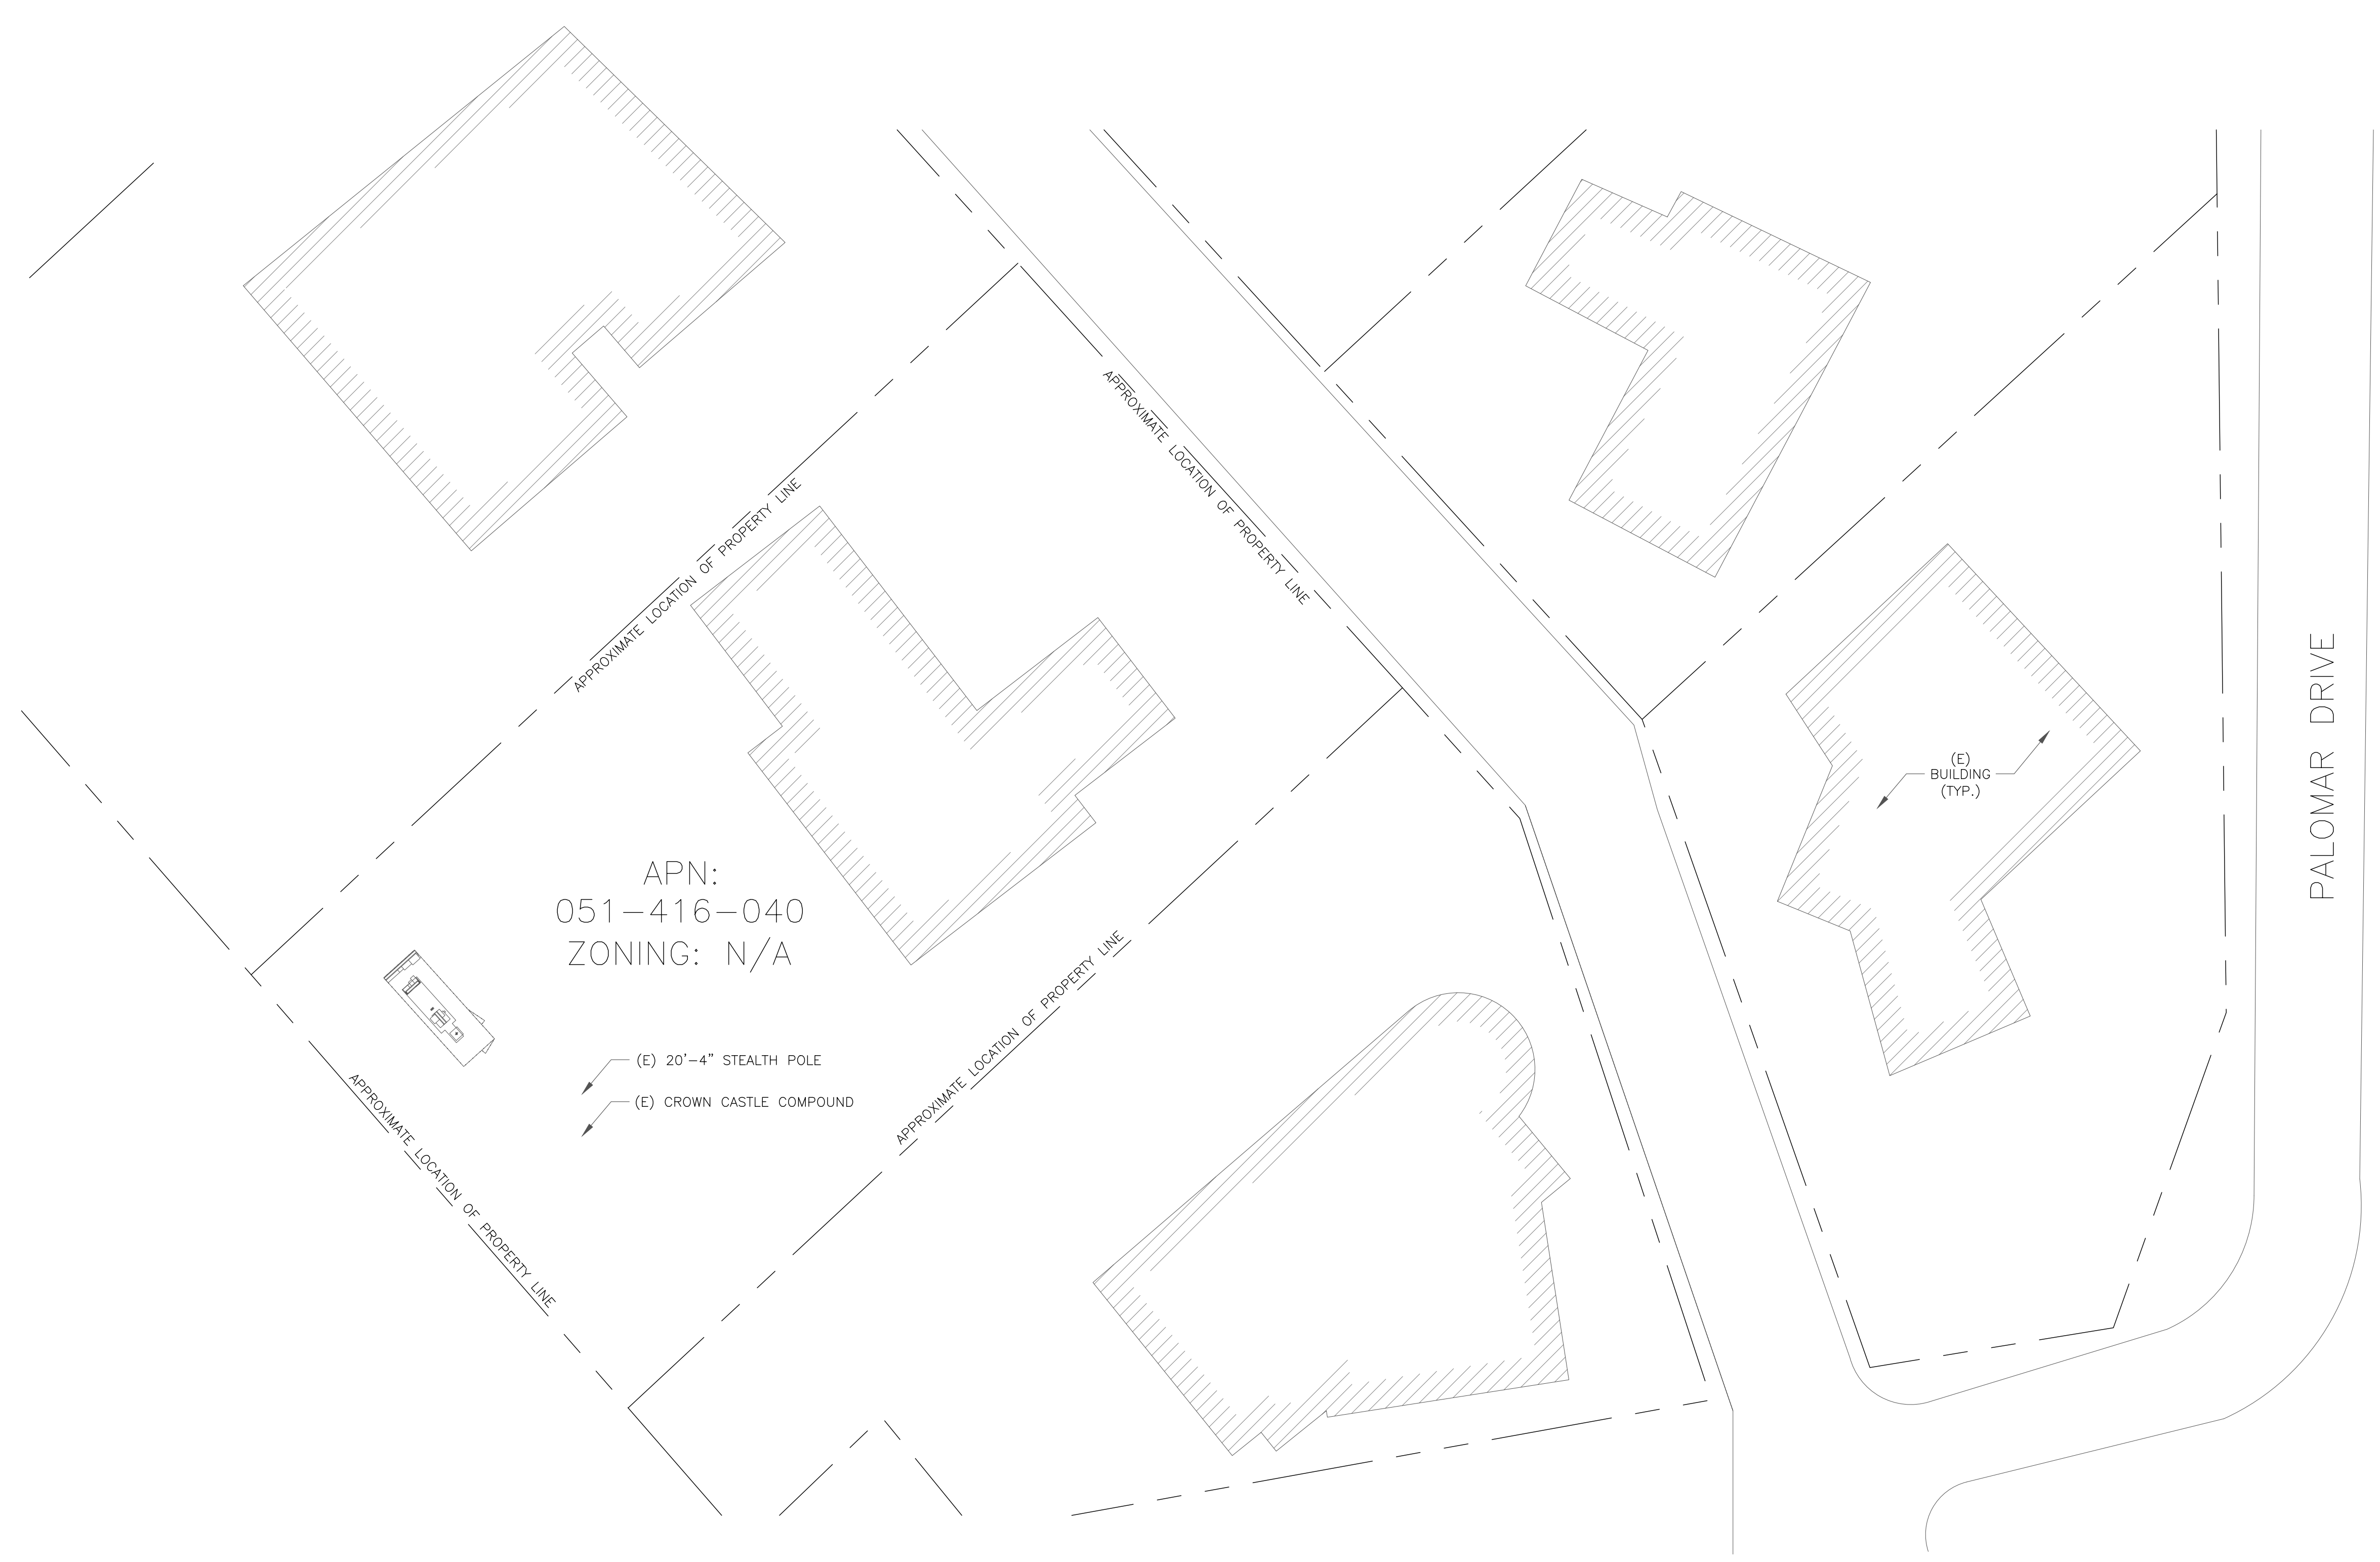 APPROXIMATE LOCATION OF PROPERTY LINE
APPROXIMATE LOCATION OF PROPERTY LINE
PALOMAR DRIVE
(E)
BUILDING
(TYP.)
APN:
051-416-040
ZONING: N/A
APPROXIMATE LOCATION OF PROPERTY LINE
(E) 20'-4" STEALTH POLE
(E) CROWN CASTLE COMPOUND
APPROXIMATE LOCATION OF PROPERTY LINE